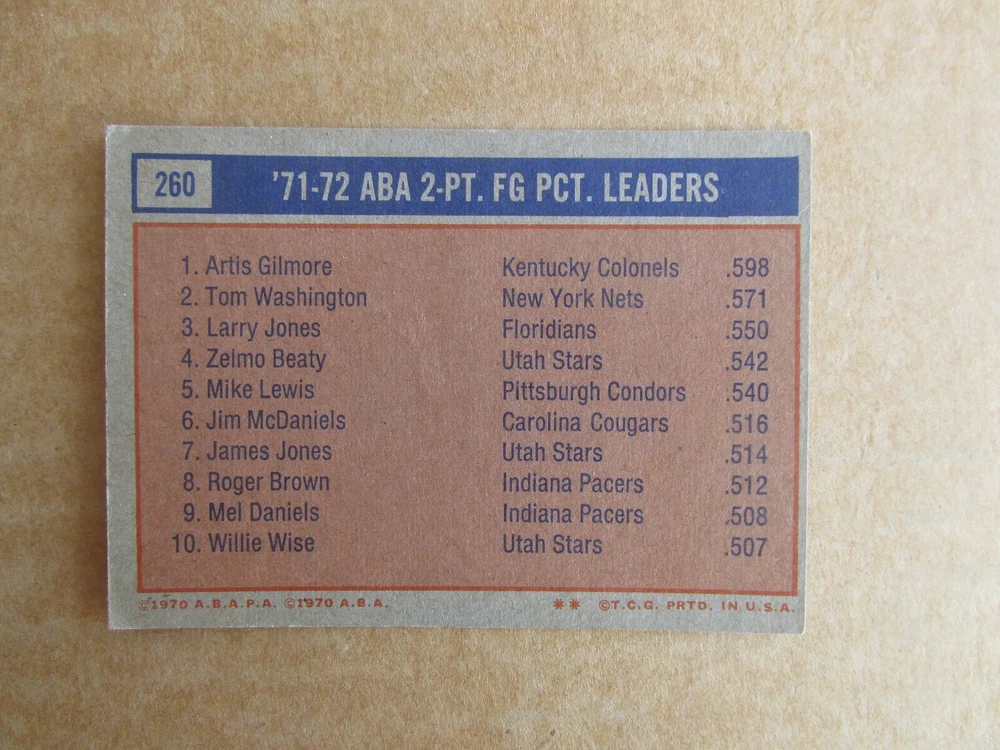 260 '71-72 ABA 2-PT. FG PCT. LEADERS
1. Artis Gilmore Kentucky Colonels .598
2. Tom Washington New York Nets .571
3. Larry Jones Floridians .550
4. Zelmo Beaty Utah Stars .542
5. Mike Lewis Pittsburgh Condors .540
6. Jim McDaniels Carolina Cougars .516
7. James Jones Utah Stars .514
8. Roger Brown Indiana Pacers .512
9. Mel Daniels Indiana Pacers .508
10. Willie Wise Utah Stars .507
©1970 A.B.A.P.A. ©1970 A.B.A. ** ©T.C.G. PRTD. IN U.S.A.